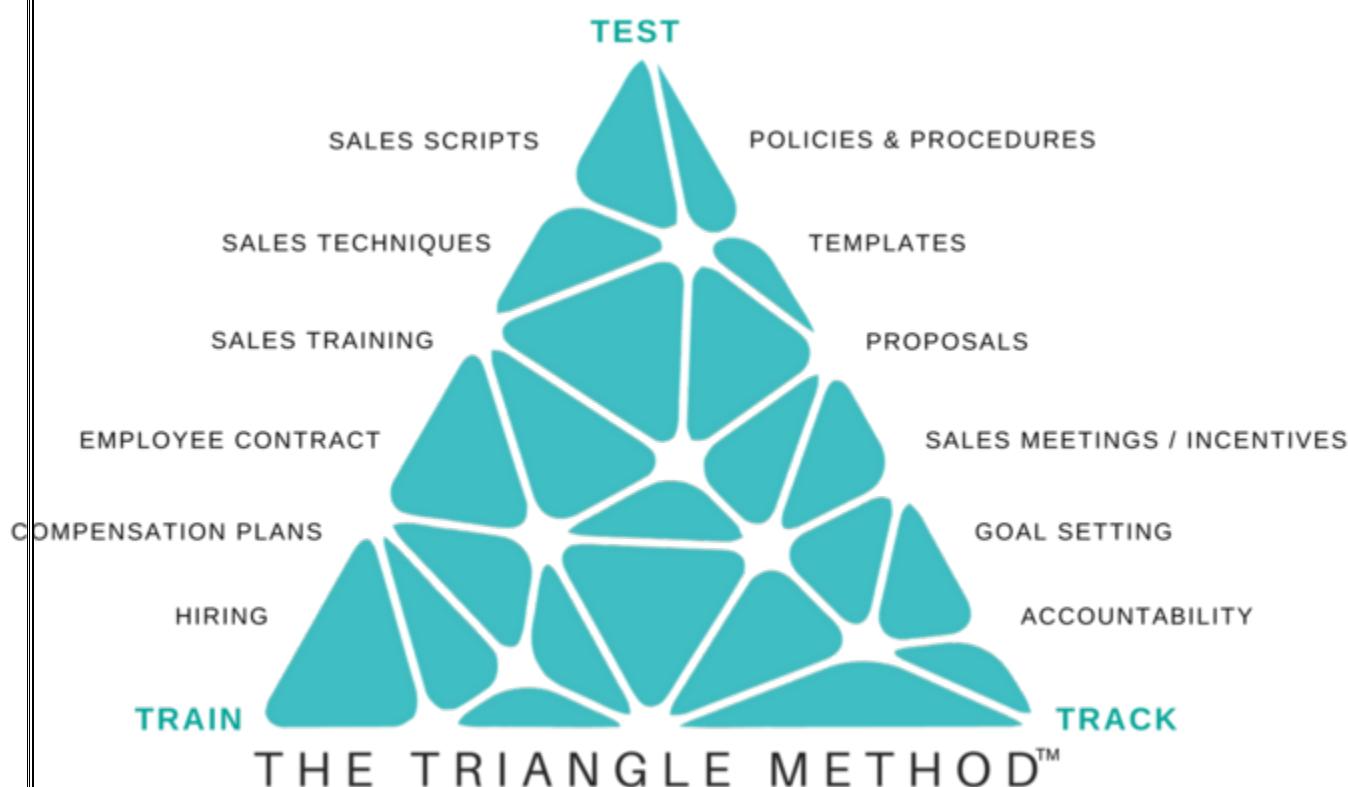 TEST
SALES SCRIPTS
POLICIES & PROCEDURES
SALES TECHNIQUES
TEMPLATES
SALES TRAINING
PROPOSALS
EMPLOYEE CONTRACT
SALES MEETINGS / INCENTIVES
COMPENSATION PLANS
GOAL SETTING
HIRING
ACCOUNTABILITY
TRAIN
TRACK
THE TRIANGLE METHOD™